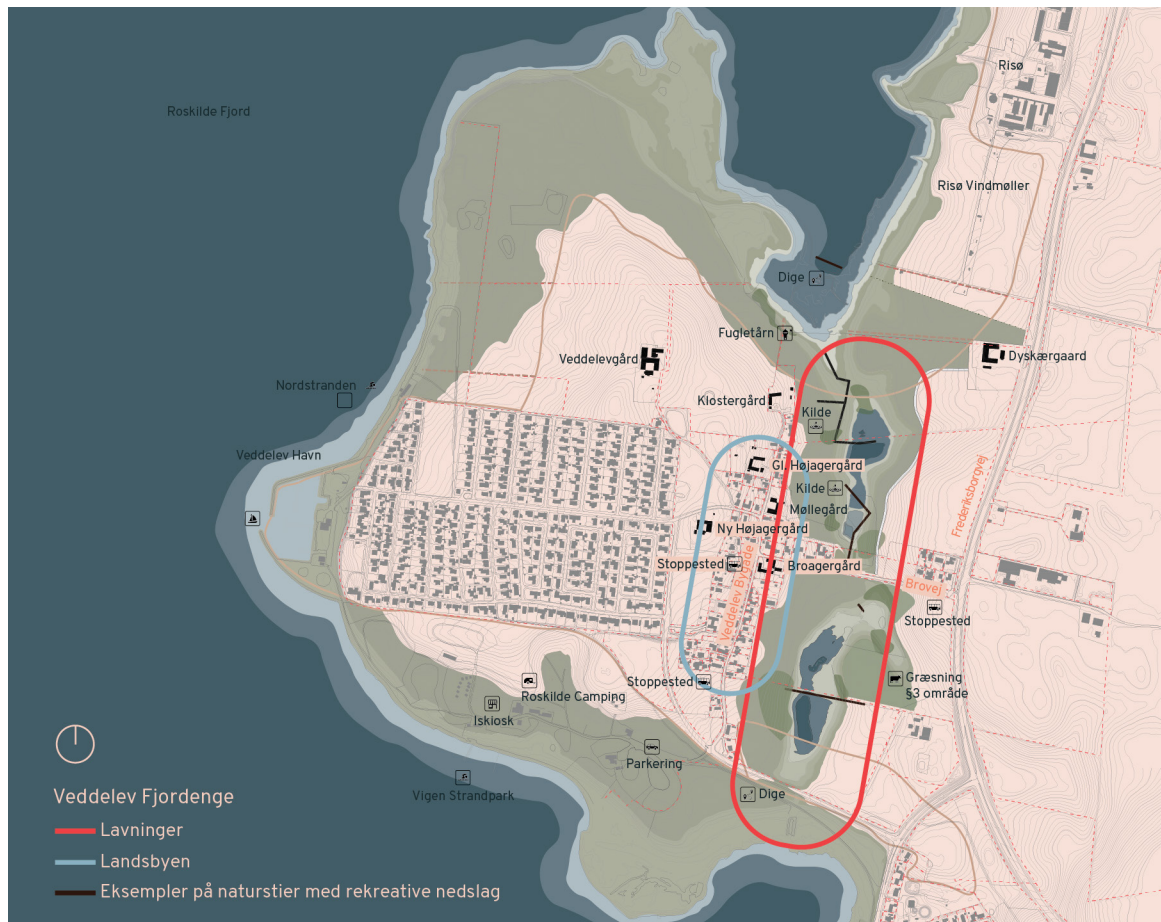 Risø
Roskilde Fjord
Risø Vindmøller
Dige
Fugletårn
Veddelevgård
Dyskærgaard
Nordstranden
Klostergård
Kilde
Veddelev Havn
Gl. Højagergård
Frederiksborgvej
Kilde
Møllegård
Ny Højagergård
Stoppested
Broagergård
Veddelev Bygade
Brovej
Stoppested
Stoppested
Græsning
§3 område
Roskilde Camping
Iskiosk
Parkering
Vigen Strandpark
Dige
Veddelev Fjordenge
Lavninger
Landsbyen
Eksempler på naturstier med rekreative nedslag